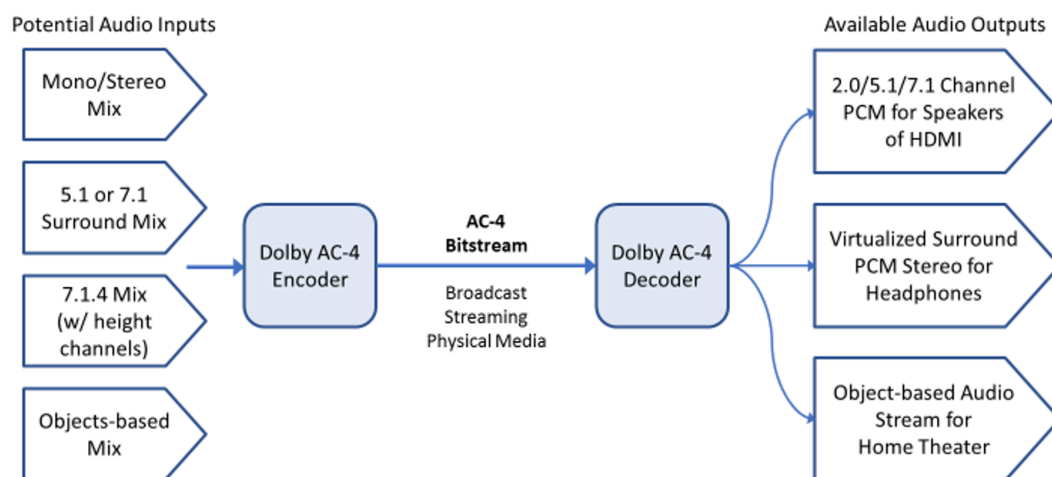 Potential Audio Inputs
Mono/Stereo
Mix
5.1 or 7.1
Surround Mix
7.1.4 Mix
(w/ height
channels)
Objects-based
Mix
Dolby AC-4
Encoder
AC-4
Bitstream
Broadcast
Streaming
Physical Media
Dolby AC-4
Decoder
Available Audio Outputs
2.0/5.1/7.1 Channel
PCM for Speakers
of HDMI
Virtualized Surround
PCM Stereo for
Headphones
Object-based Audio
Stream for
Home Theater